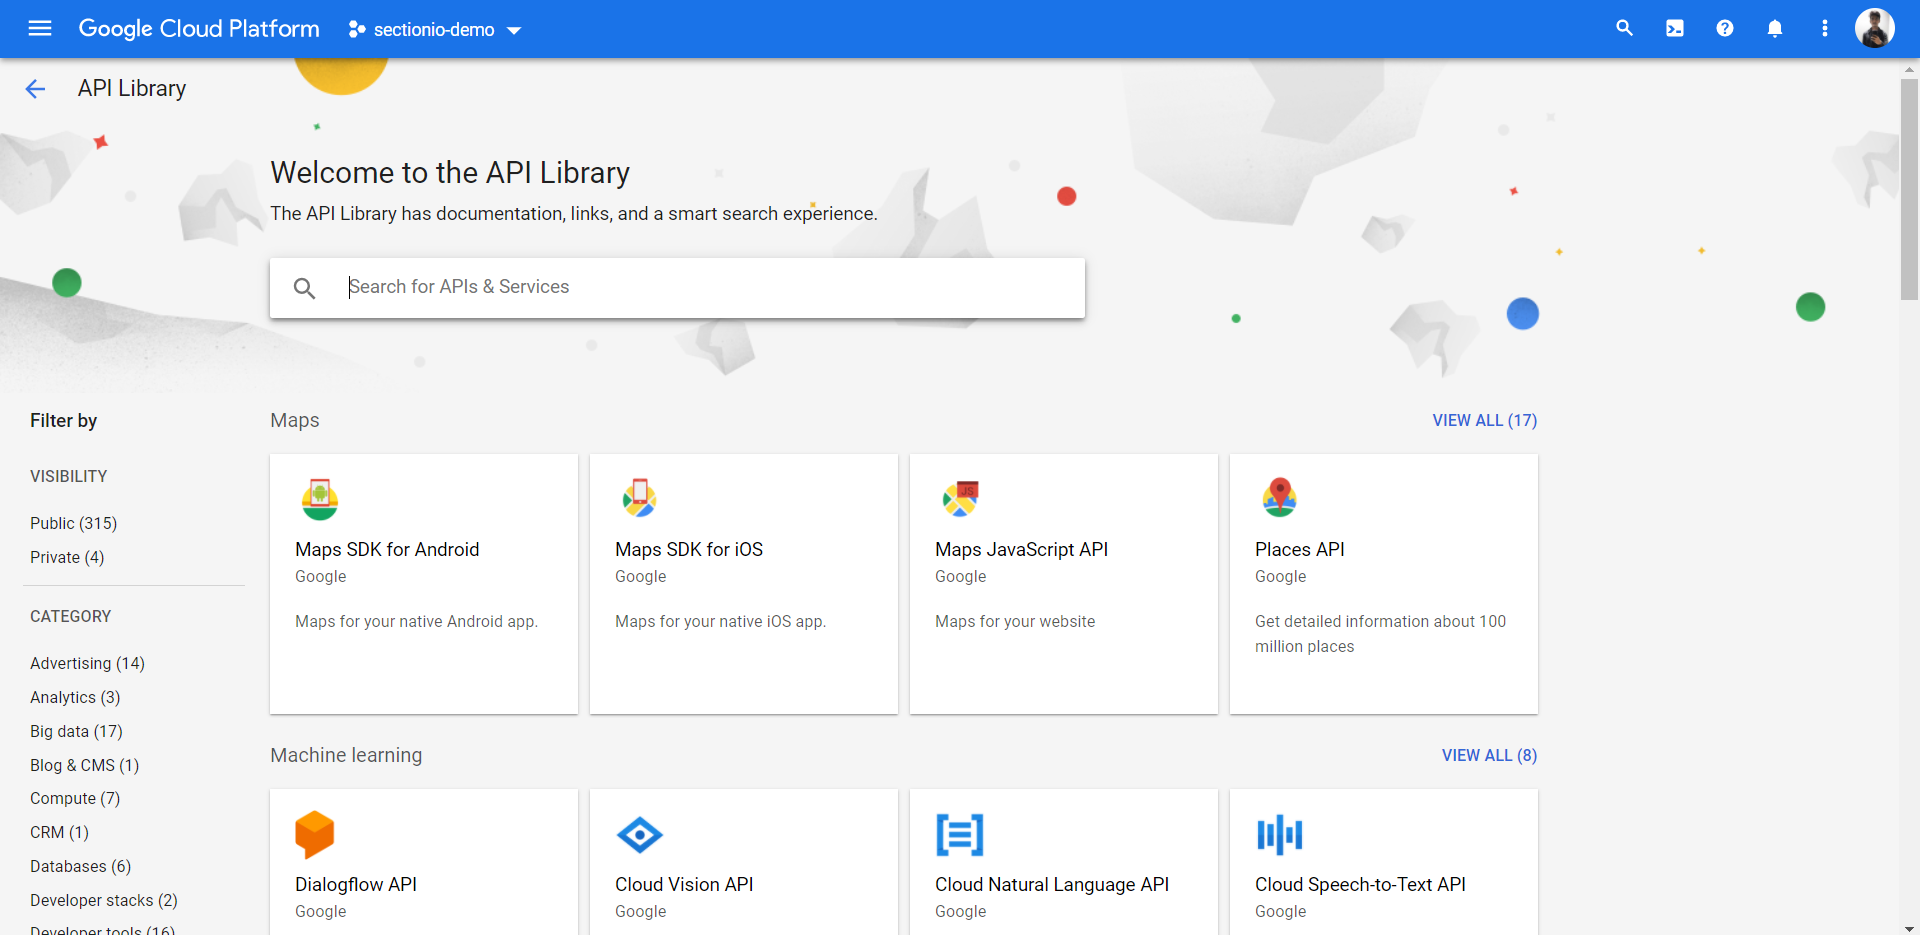 Google Cloud Platform
sectionio-demo
API Library
Welcome to the API Library
The API Library has documentation, links, and a smart search experience.
Search for APIs & Services
Filter by
VISIBILITY
Public (315)
Private (4)
CATEGORY
Advertising (14)
Analytics (3)
Big data (17)
Blog & CMS (1)
Compute (7)
CRM (1)
Databases (6)
Developer stacks (2)
Developer tools (16)
Maps
VIEW ALL (17)
Maps SDK for Android
Google
Maps for your native Android app.
Maps SDK for iOS
Google
Maps for your native iOS app.
JS
Maps JavaScript API
Google
Maps for your website
Places API
Google
Get detailed information about 100
million places
Machine learning
VIEW ALL (8)
Dialogflow API
Google
Cloud Vision API
Google
Cloud Natural Language API
Google
Cloud Speech-to-Text API
Google